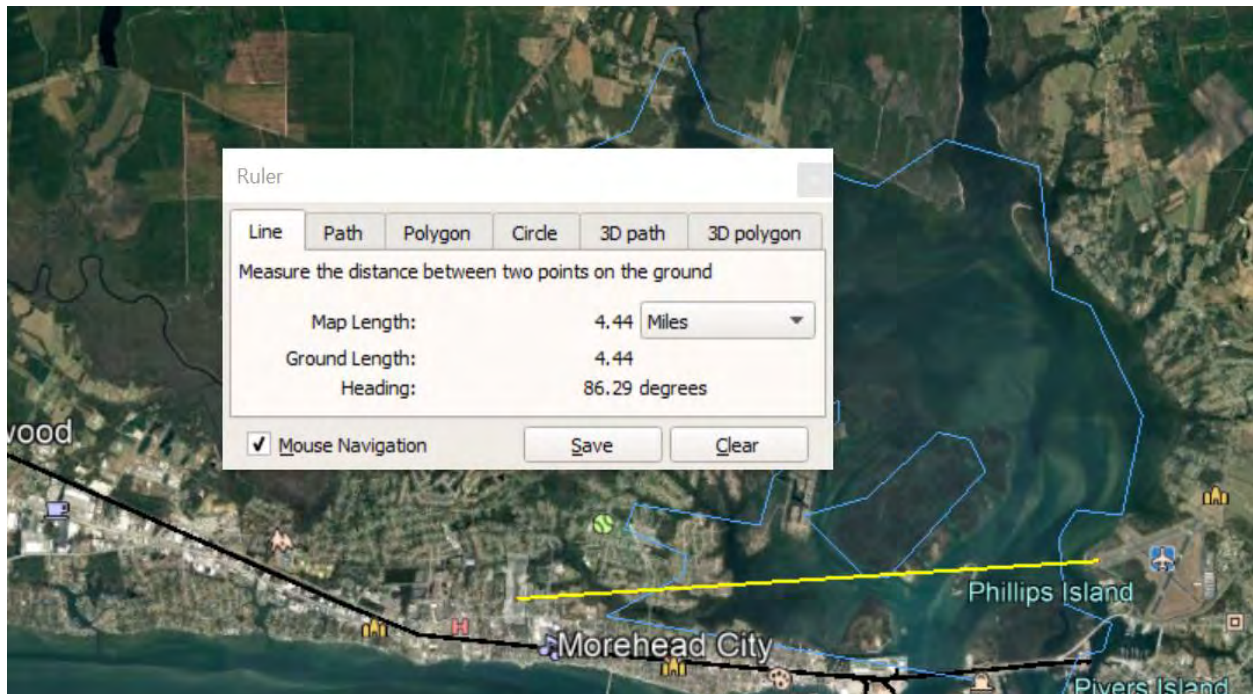 Ruler
Line Path Polygon Circle 3D path 3D polygon
Measure the distance between two points on the ground
Map Length: 4.44 Miles
Ground Length: 4.44
Heading: 86.29 degrees
Mouse Navigation Save Clear
wood
H
Phillips Island
Morehead City
Pivers Island